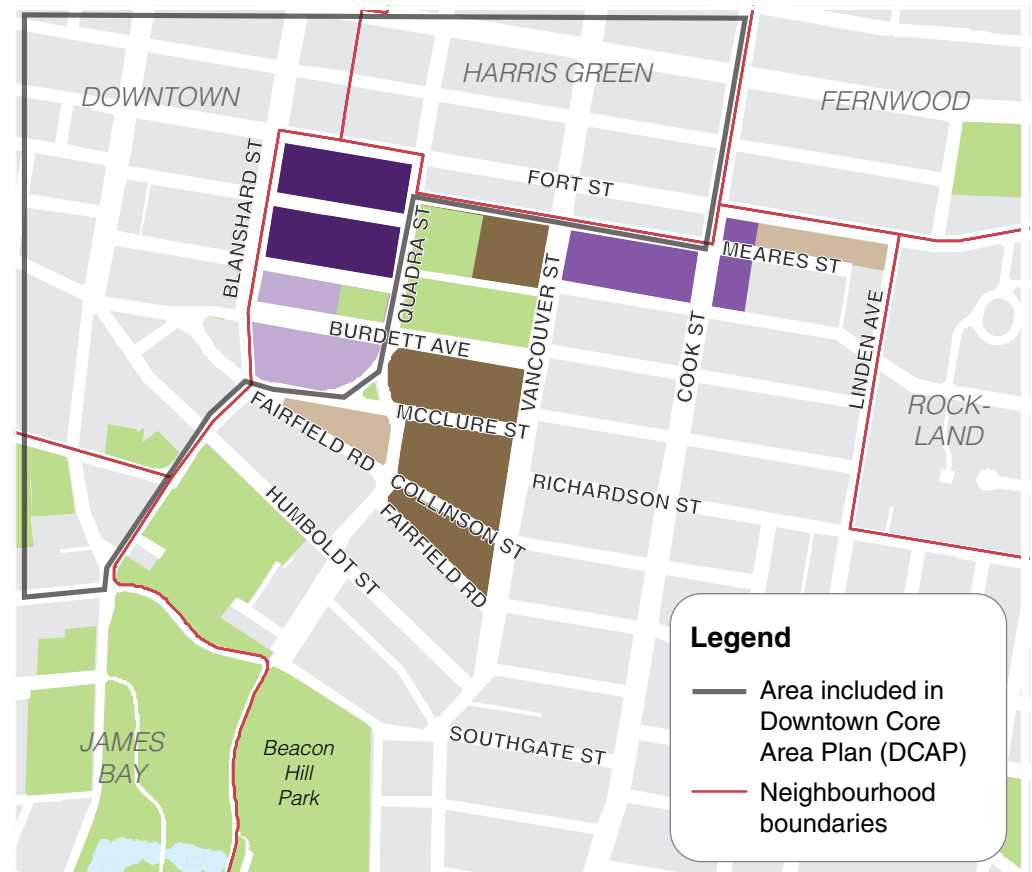 HARRIS GREEN
DOWNTOWN
FERNWOOD
BLANSHARD ST
FORT ST
QUADRA ST
MEARES ST
VANCOUVER ST
BURDETT AVE
COOK ST
LINDEN AVE
FAIRFIELD RD
MCCLURE ST
ROCK-
LAND
COLLINSON ST
RICHARDSON ST
HUMBOLDT ST
FAIRFIELD RD
SOUTHGATE ST
JAMES
BAY
Beacon
Hill
Park
Legend
Area included in
Downtown Core
Area Plan (DCAP)
Neighbourhood
boundaries